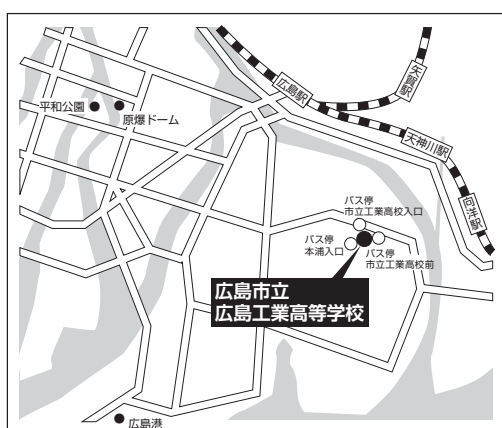 広島駅
矢賀駅
平和公園
原爆ドーム
天神川駅
向洋駅
バス停
市立工業高校入口
バス停
本浦入口
バス停
市立工業高校前
広島市立
広島工業高等学校
広島港